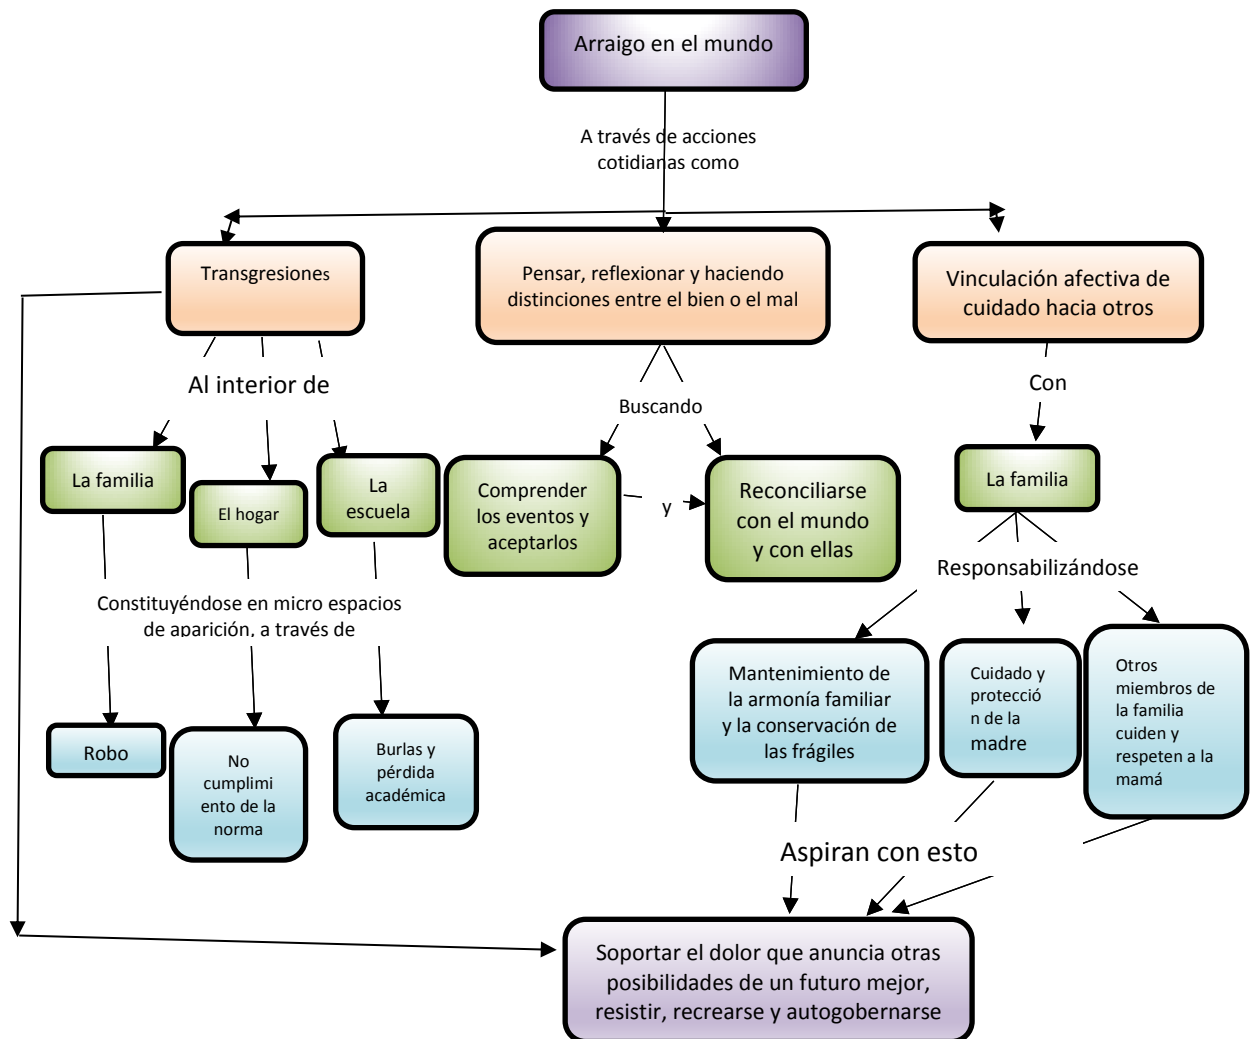 Arraigo en el mundo
A través de acciones
cotidianas como
Transgresiones
Pensar, reflexionar y haciendo
distinciones entre el bien o el mal
Vinculación afectiva de
cuidado hacia otros
Al interior de
Buscando
Con
La familia
El hogar
La
escuela
Comprender
los eventos y
aceptarlos
y
Reconciliarse
con el mundo
y con ellas
La familia
Responsabilizándose
Constituyéndose en micro espacios
de aparición, a través de
Robo
No
cumplimi
ento de la
norma
Burlas y
pérdida
académica
Mantenimiento de
la armonía familiar
y la conservación de
las frágiles
Cuidado y
protecció
n de la
madre
Otros
miembros de
la familia
cuiden y
respeten a la
mamá
Aspiran con esto
Soportar el dolor que anuncia otras
posibilidades de un futuro mejor,
resistir, recrearse y autogobernarse